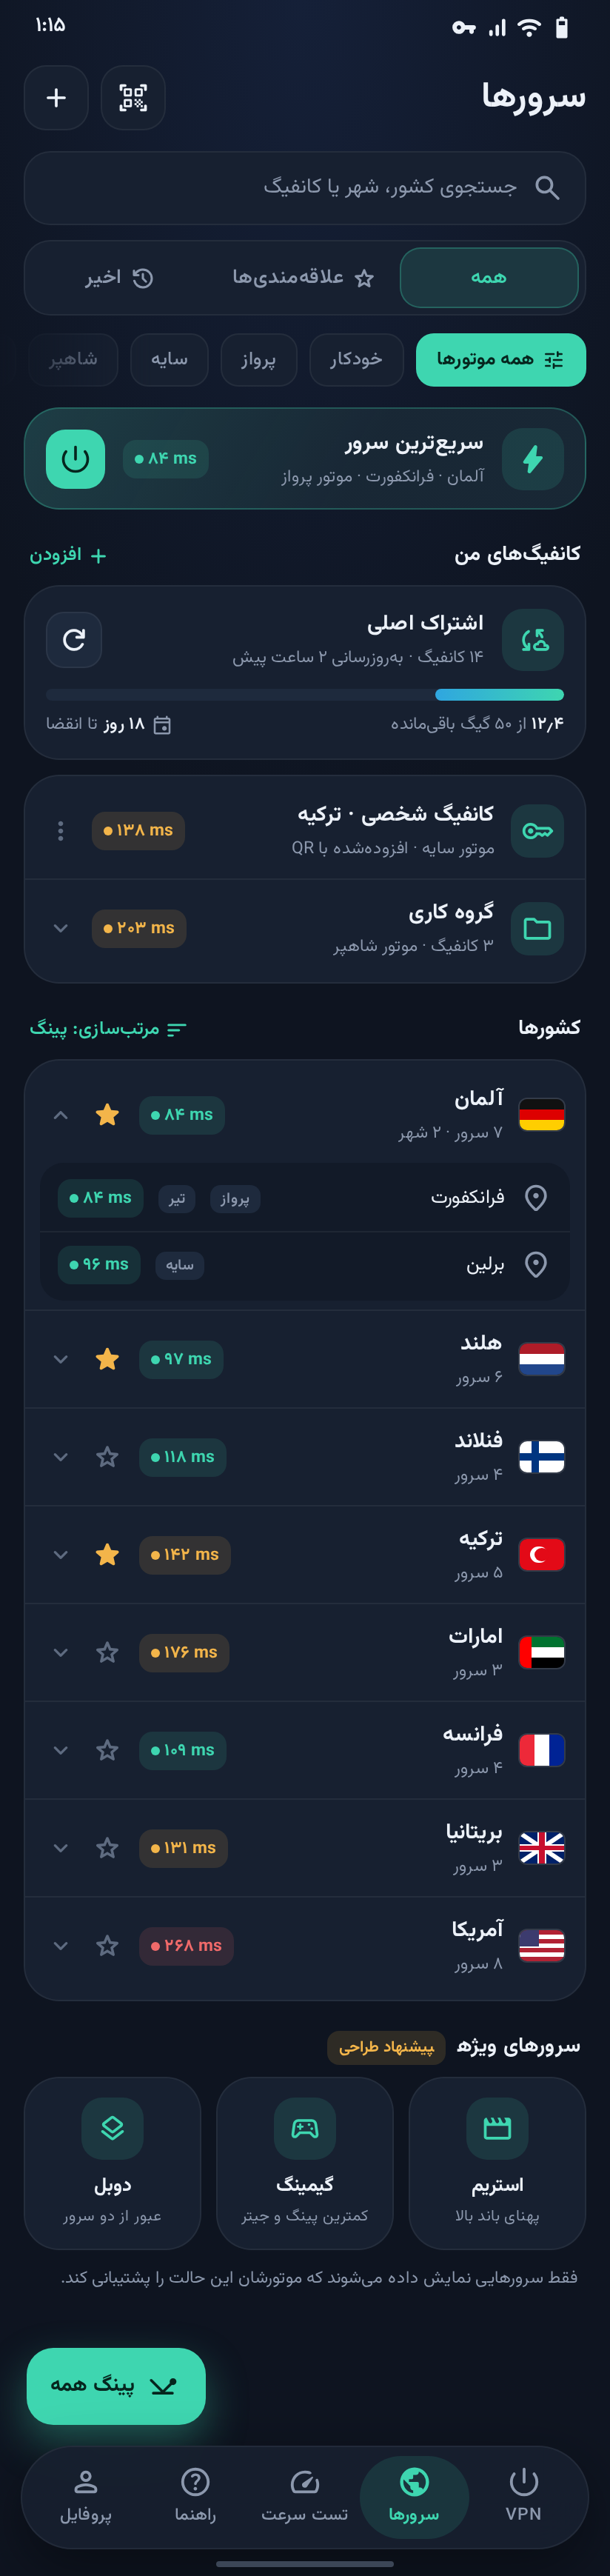 ۱:۱۵
سرورها
جستجوی کشور، شهر یا کانفیگ
همه
علاقه‌مندی‌ها
اخیر
همه موتورها
خودکار
پرواز
سایه
شاهپر
سریع‌ترین سرور
آلمان · فرانکفورت · موتور پرواز
۸۴ ms
کانفیگ‌های من
افزودن
اشتراک اصلی
۱۴ کانفیگ · به‌روزرسانی ۲ ساعت پیش
۱۲٫۴ از ۵۰ گیگ باقی‌مانده
۱۸ روز تا انقضا
کانفیگ شخصی · ترکیه
موتور سایه · افزوده‌شده با QR
۱۳۸ ms
گروه کاری
۳ کانفیگ · موتور شاهپر
۲۰۳ ms
کشورها
مرتب‌سازی: پینگ
آلمان
۷ سرور · ۲ شهر
۸۴ ms
فرانکفورت
پرواز
تیر
۸۴ ms
برلین
سایه
۹۶ ms
هلند
۶ سرور
۹۷ ms
فنلاند
۴ سرور
۱۱۸ ms
ترکیه
۵ سرور
۱۴۲ ms
امارات
۳ سرور
۱۷۶ ms
فرانسه
۴ سرور
۱۰۹ ms
بریتانیا
۳ سرور
۱۳۱ ms
آمریکا
۸ سرور
۲۶۸ ms
سرورهای ویژه
پیشنهاد طراحی
استریم
پهنای باند بالا
گیمینگ
کمترین پینگ و جیتر
دوبل
عبور از دو سرور
فقط سرورهایی نمایش داده می‌شوند که موتورشان این حالت را پشتیبانی کند.
پینگ همه
VPN
سرورها
تست سرعت
راهنما
پروفایل